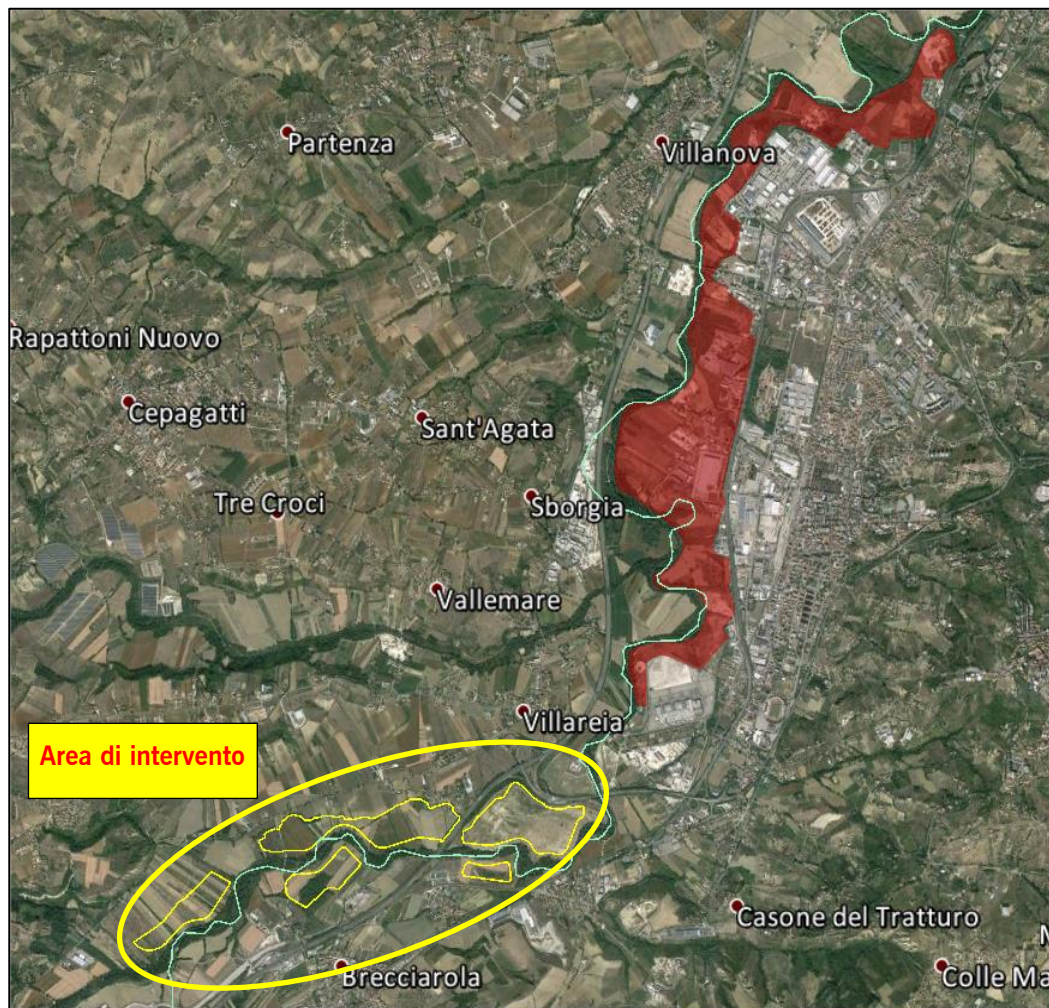 Partenza
Villanova
Rapattoni Nuovo
Cepagatti
Sant'Agata
Tre Croci
Sborgia
Vallemare
Villareia
Area di intervento
Casone del Tratturo
M
Brecciarola
Colle Ma